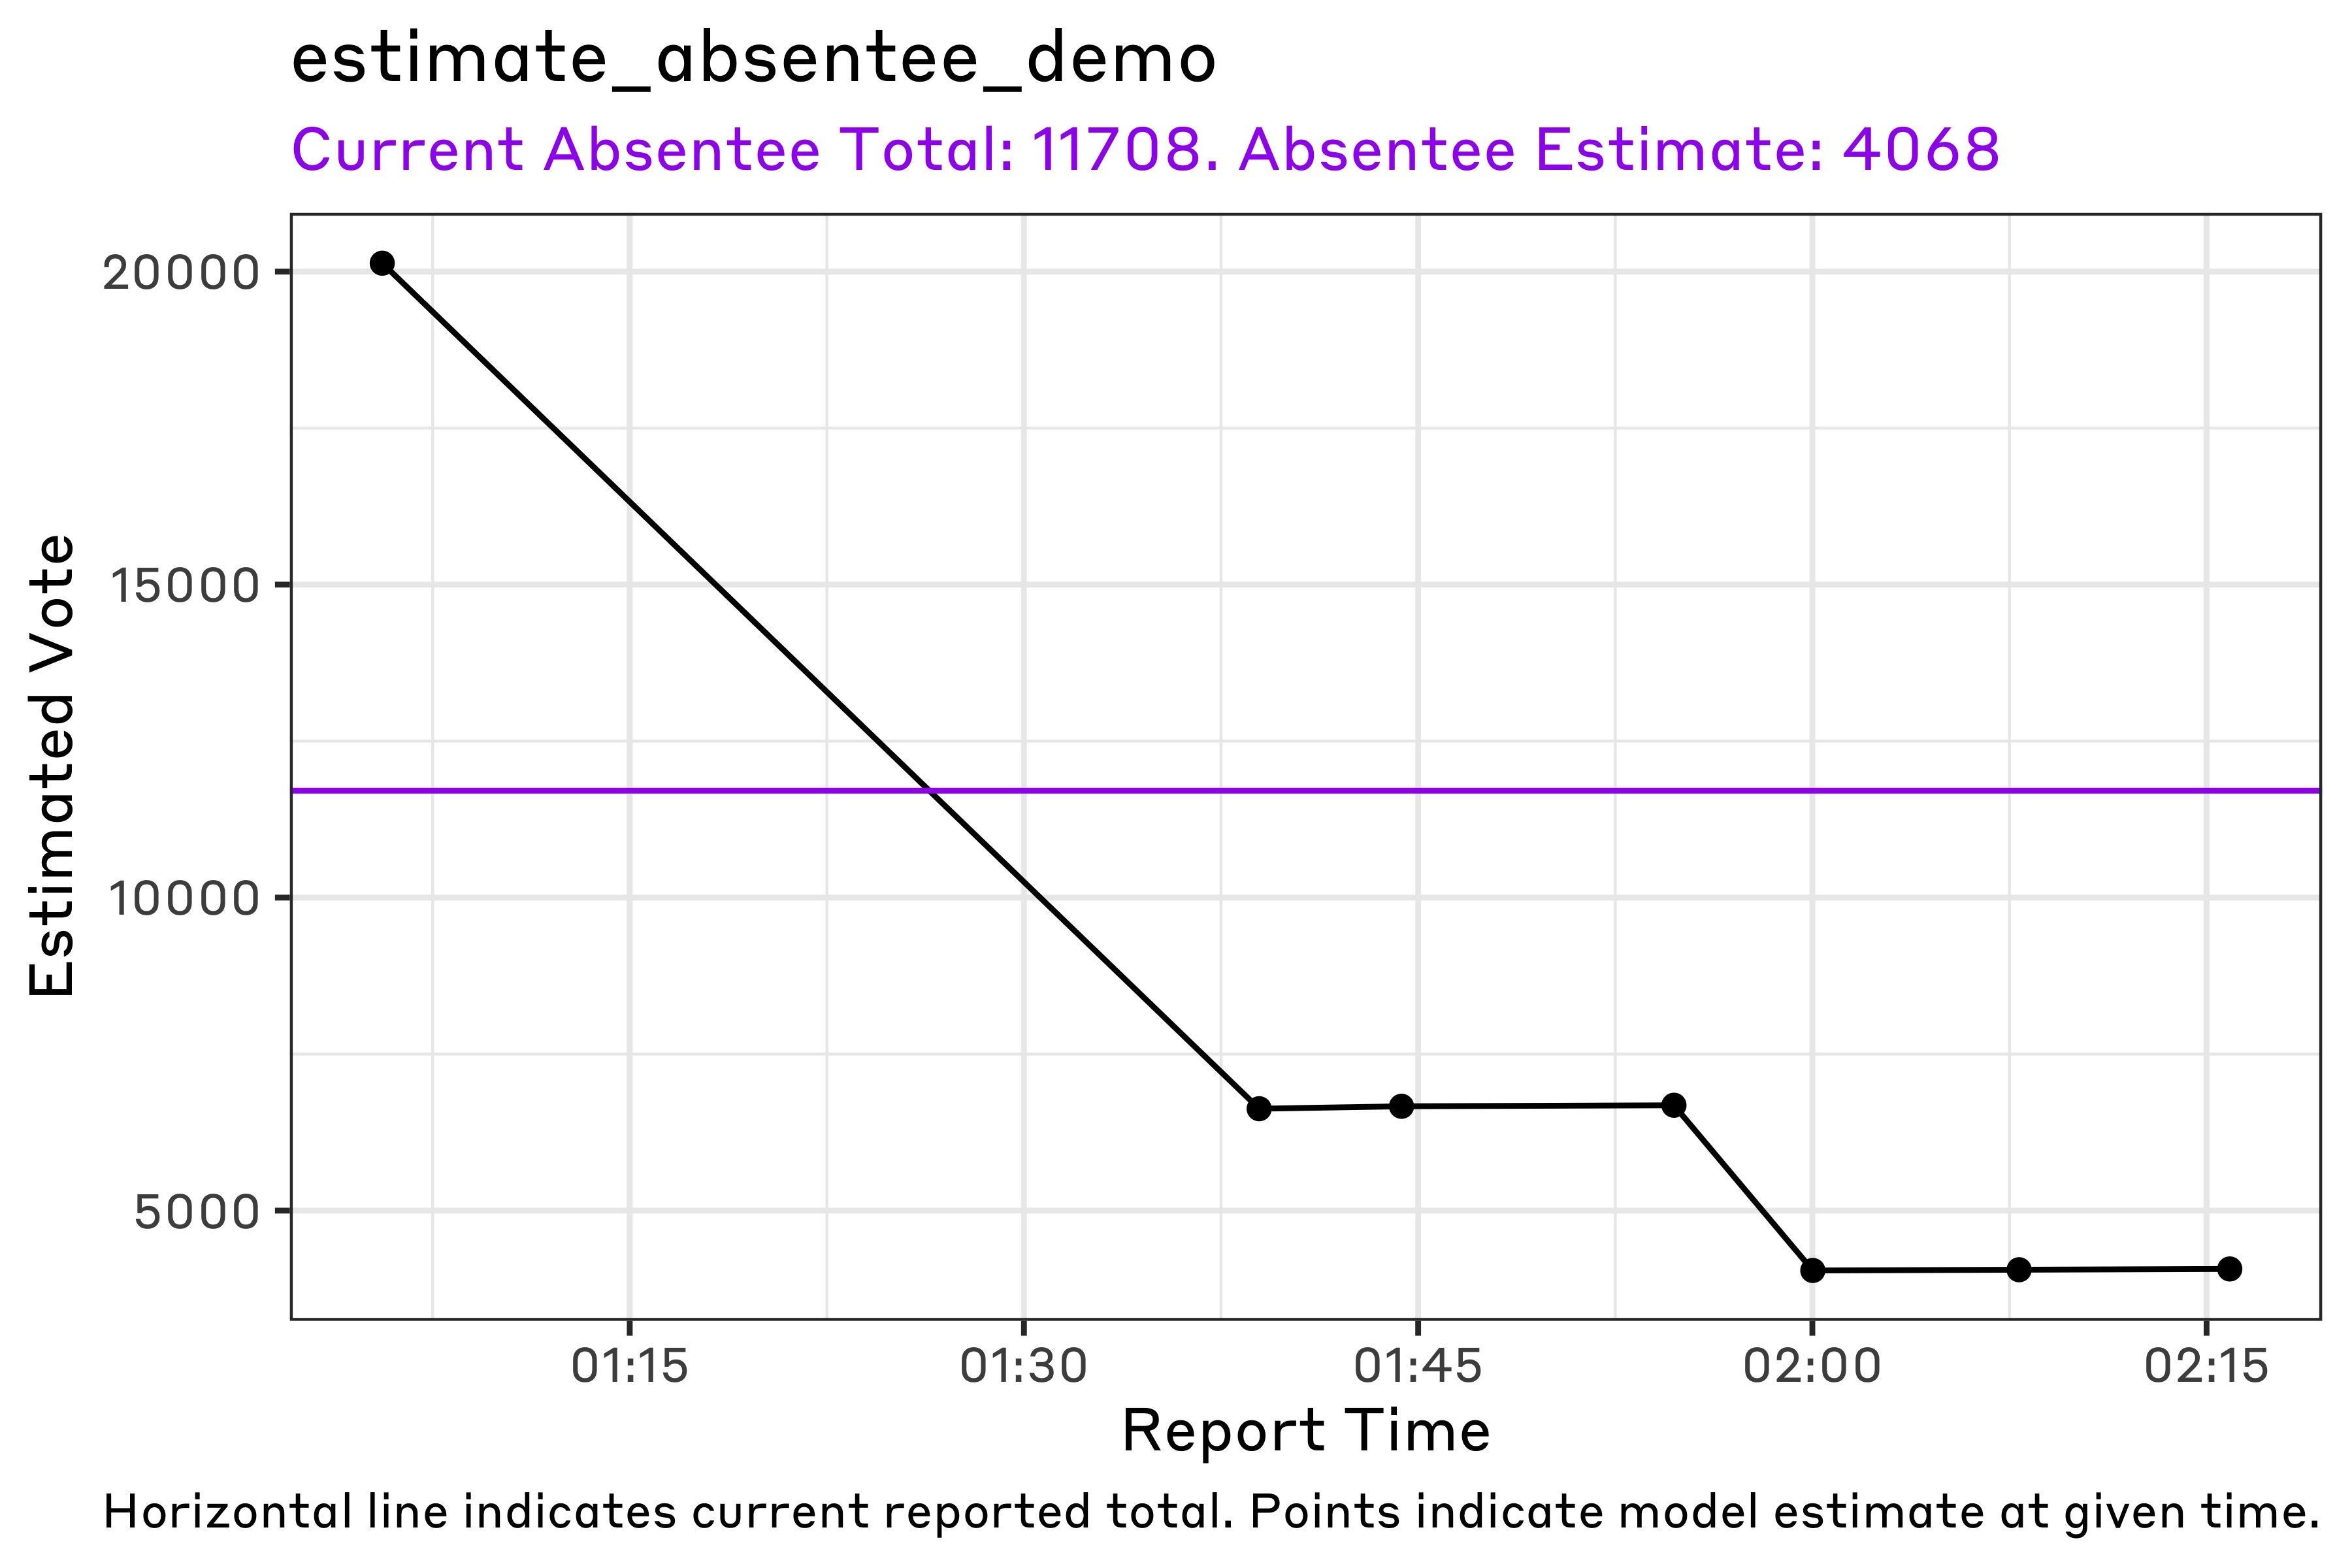 estimate_absentee_demo
Current Absentee Total: 11708. Absentee Estimate: 4068
Estimated Vote
20000
15000
10000
5000
01:15 01:30 01:45 02:00 02:15
Report Time
Horizontal line indicates current reported total. Points indicate model estimate at given time.